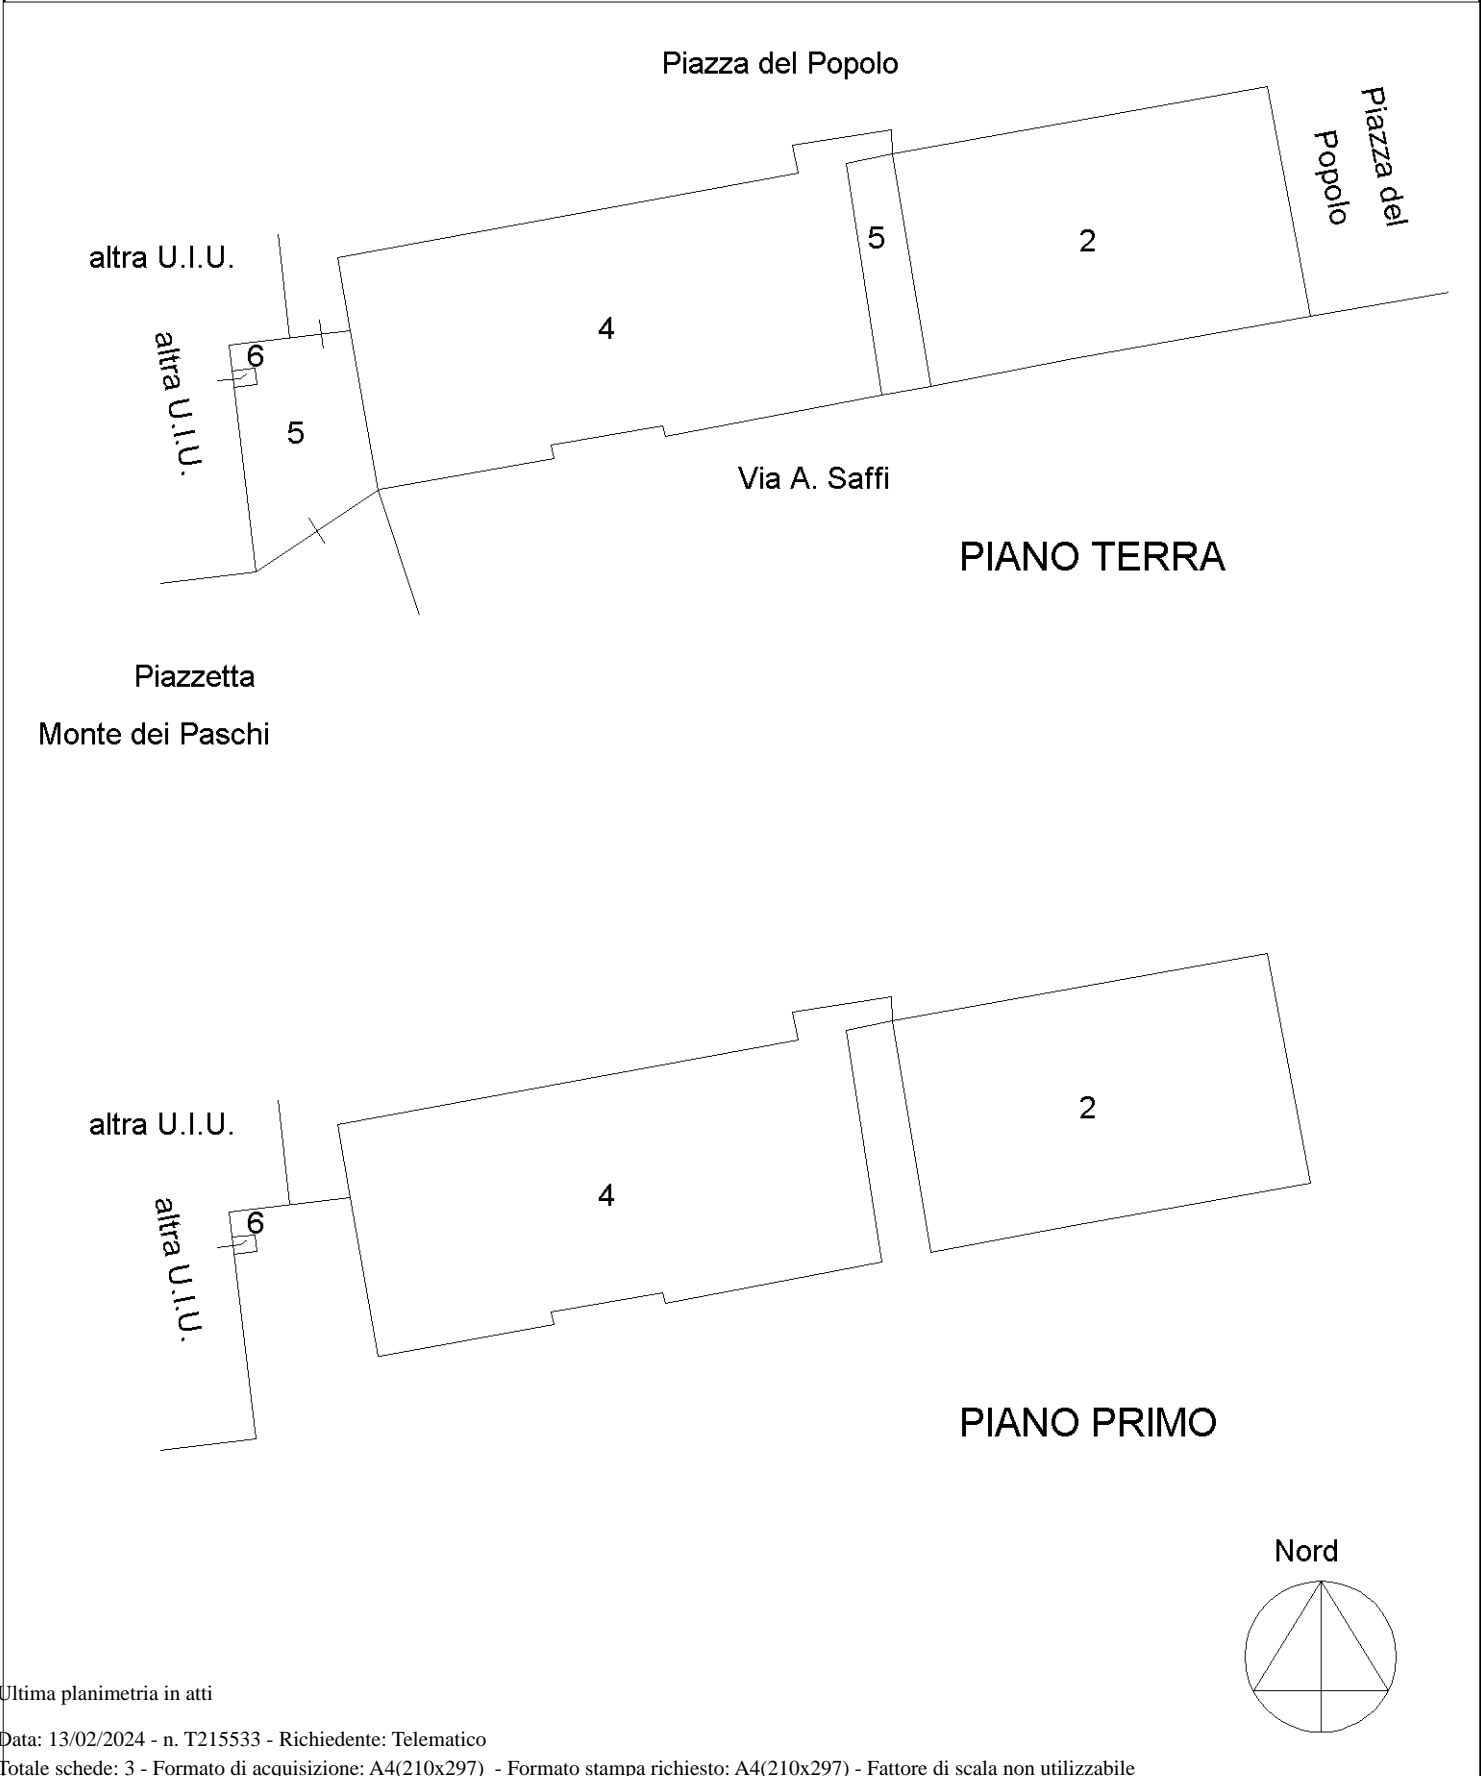 Piazza del Popolo
Piazza del
Popolo
altra U.I.U.
5
2
4
6
altra U.I.U.
5
Via A. Saffi
PIANO TERRA
Piazzetta
Monte dei Paschi
2
altra U.I.U.
4
6
altra U.I.U.
PIANO PRIMO
Nord
Ultima planimetria in atti
Data: 13/02/2024 - n. T215533 - Richiedente: Telematico
Totale schede: 3 - Formato di acquisizione: A4(210x297) - Formato stampa richiesto: A4(210x297) - Fattore di scala non utilizzabile